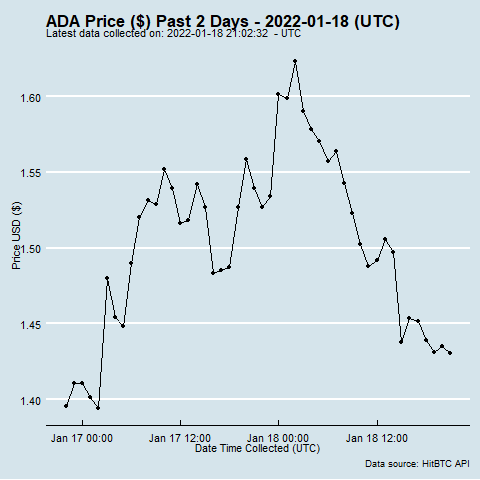 ADA Price ($) Past 2 Days - 2022-01-18 (UTC)
Latest data collected on: 2022-01-18 21:02:32  - UTC
Price USD ($)
1.60
1.55
1.50
1.45
1.40
Jan 17 00:00
Jan 17 12:00
Jan 18 00:00
Jan 18 12:00
Date Time Collected (UTC)
Data source: HitBTC API